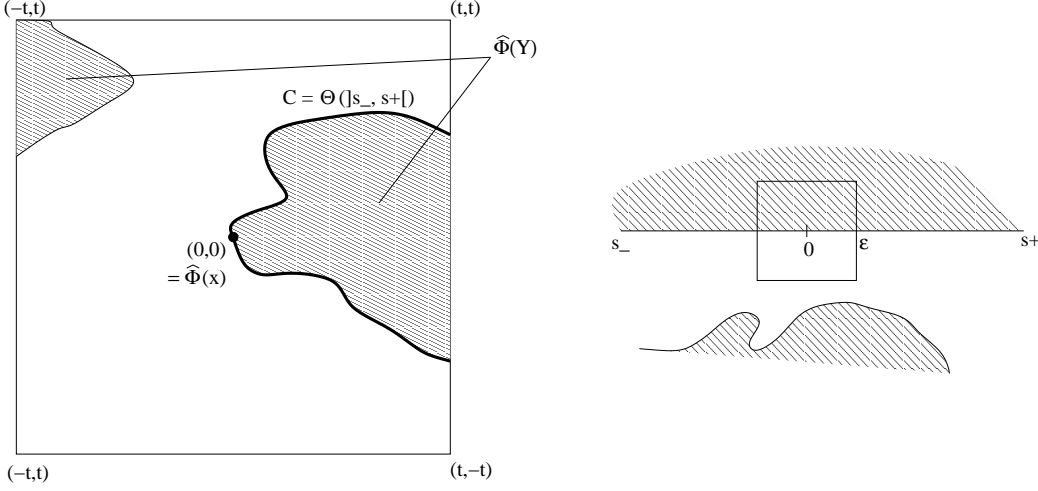 (−t,t)
(t,t)
Φ̂(Y)
C = Θ (]s_, s+[)
(0,0)
= Φ̂(x)
s_
0
ε
s+
(−t,t)
(t,−t)